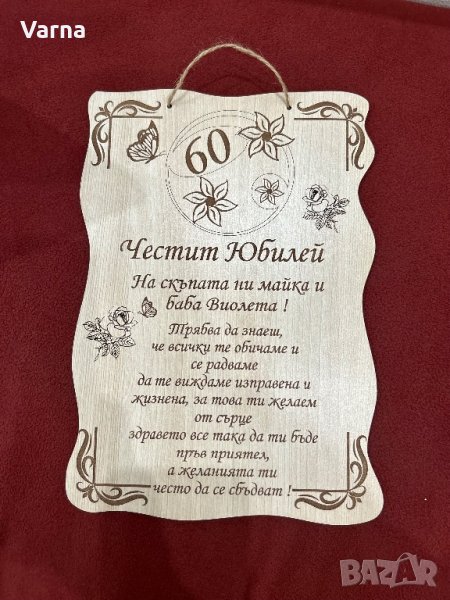 Varna
60
Честит Юбилей
На скъпата ни майка и
баба Виолета !
Трябва да знаеш,
че всички те обичаме и
се радваме
да те виждаме изправена и
жизнена, за това ти желаем
от сърце
здравето все така да ти бъде
пръв приятел,
а желанията ти
често да се сбъдват !
BAZAR